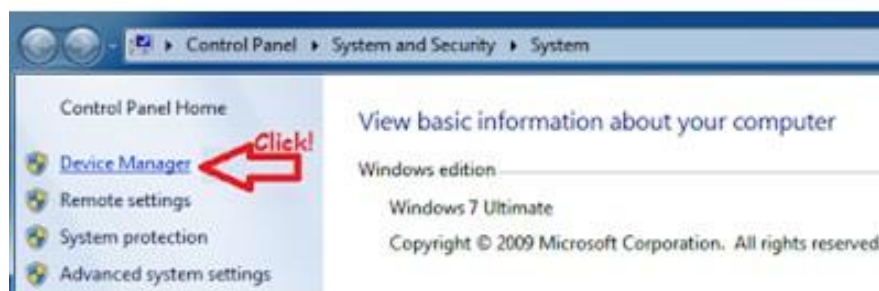 Control Panel ▸ System and Security ▸ System
Control Panel Home
Click!
Device Manager
Remote settings
System protection
Advanced system settings
View basic information about your computer
Windows edition
Windows 7 Ultimate
Copyright © 2009 Microsoft Corporation. All rights reserved